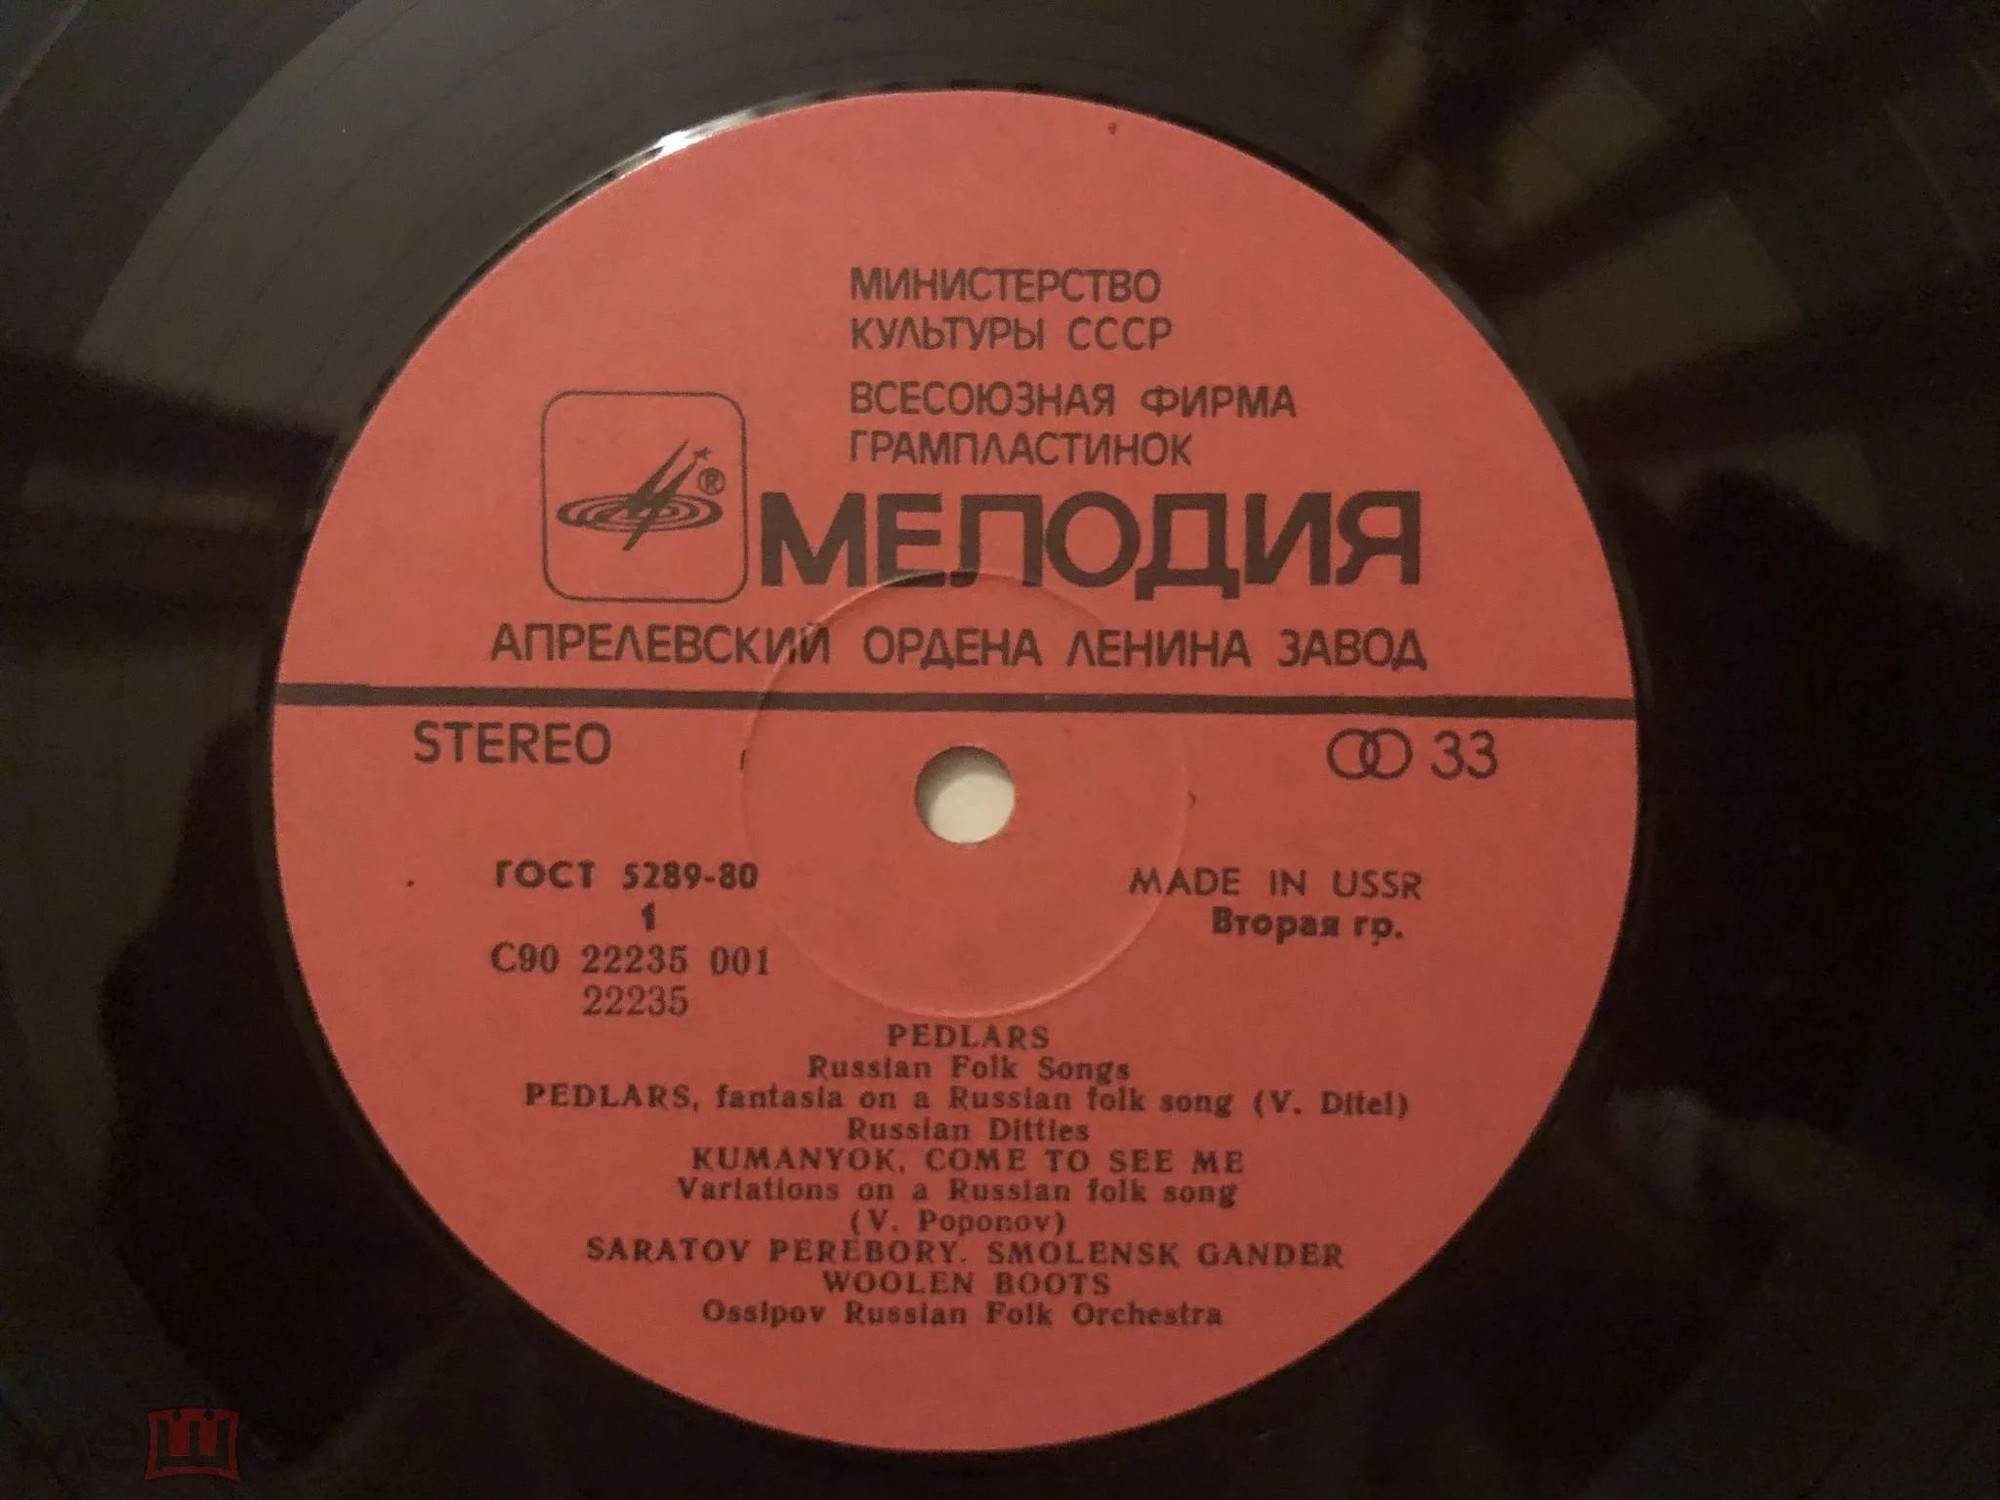 МИНИСТЕРСТВО
КУЛЬТУРЫ СССР
ВСЕСОЮЗНАЯ ФИРМА
ГРАМПЛАСТИНОК
®
МЕЛОДИЯ
АПРЕЛЕВСКИЙ ОРДЕНА ЛЕНИНА ЗАВОД
STEREO
33
ГОСТ 5289-80
1
С90 22235 001
22235
MADE IN USSR
Вторая гр.
PEDLARS
Russian Folk Songs
PEDLARS, fantasia on a Russian folk song (V. Ditel)
Russian Ditties
KUMANYOK, COME TO SEE ME
Variations on a Russian folk song
(V. Poponov)
SARATOV PEREBORY. SMOLENSK GANDER
WOOLEN BOOTS
Ossipov Russian Folk Orchestra